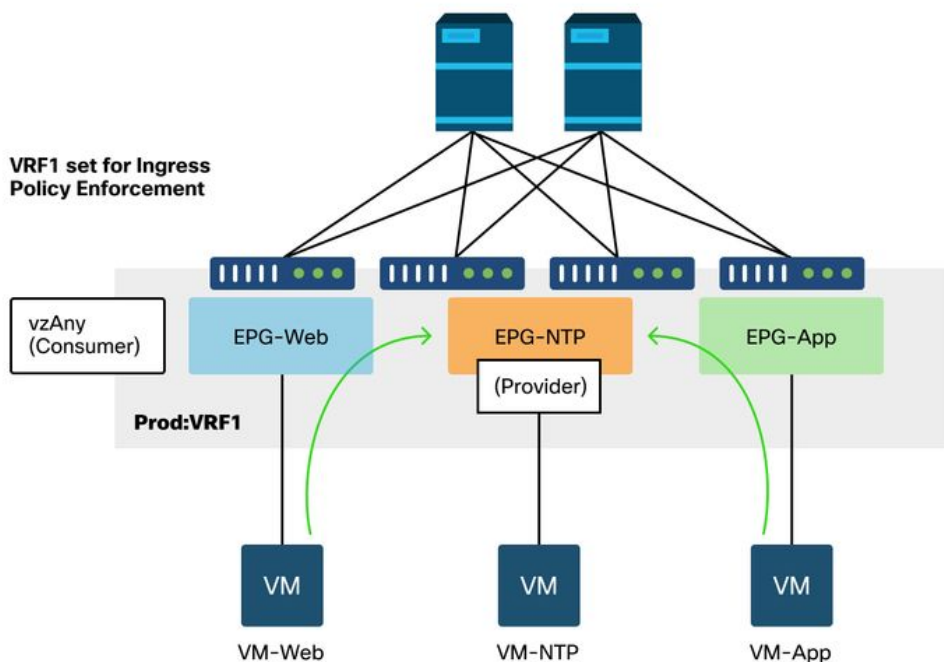 VRF1 set for Ingress
Policy Enforcement
vzAny
(Consumer)
EPG-Web
EPG-NTP
EPG-App
(Provider)
Prod:VRF1
VM
VM
VM
VM-Web
VM-NTP
VM-App